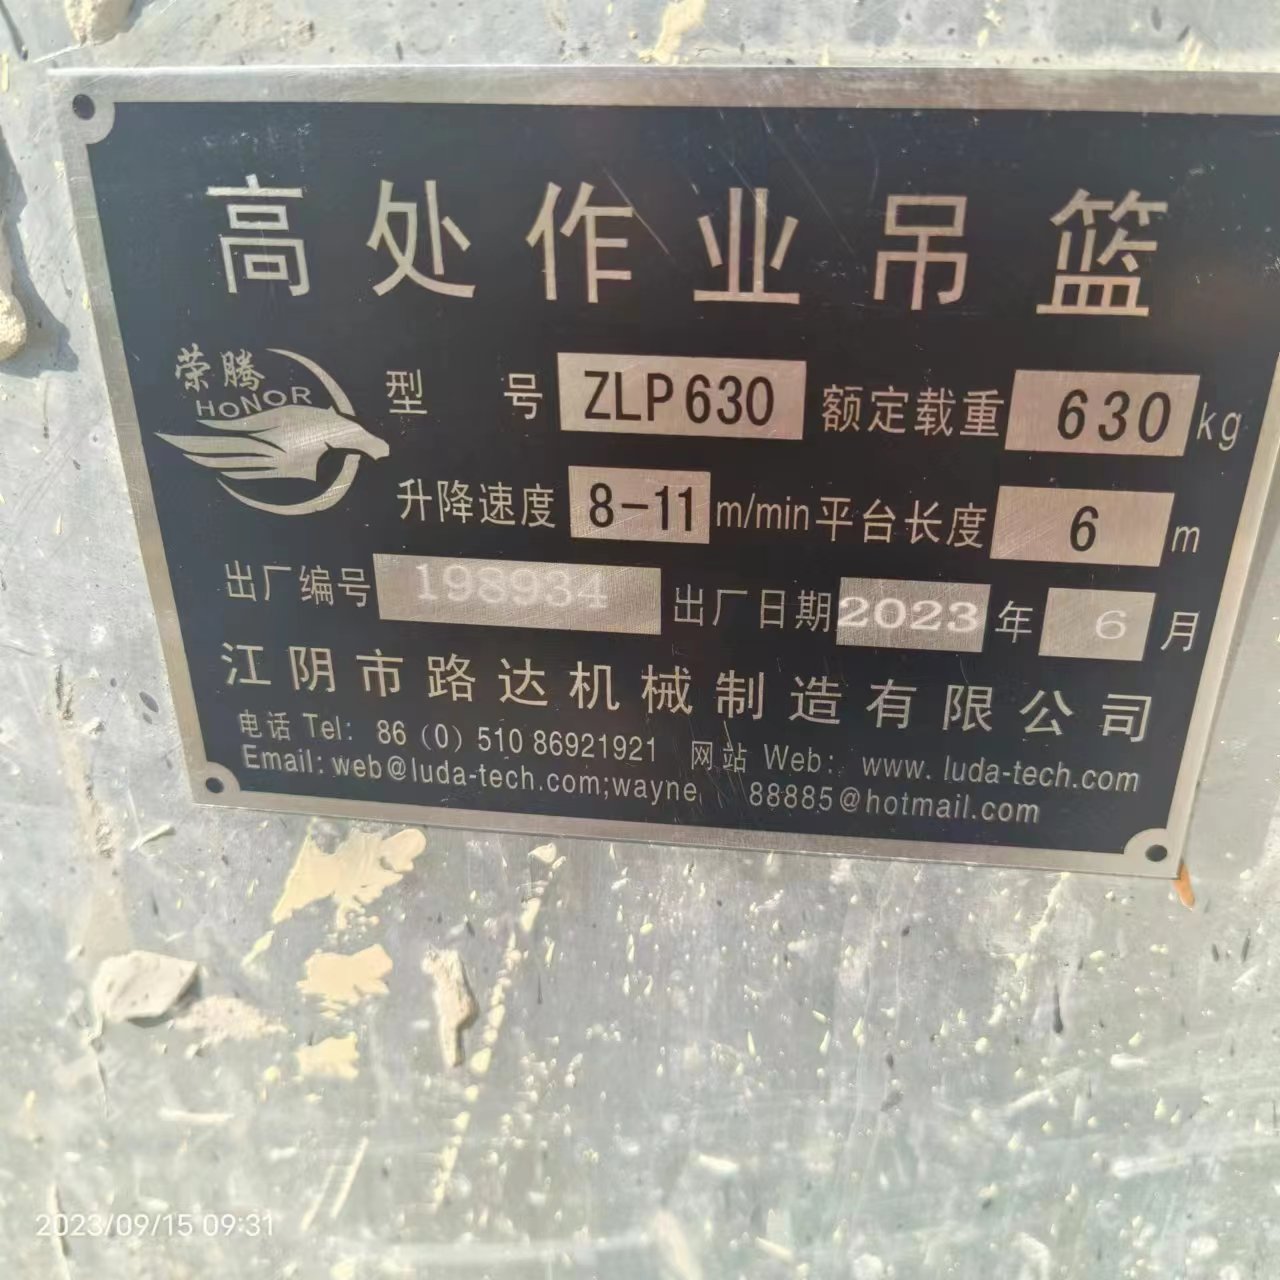 高处作业吊篮
荣腾
HONOR
型 号 ZLP630 额定载重 630 kg
升降速度 8-11 m/min 平台长度 6 m
出厂编号 198934 出厂日期 2023 年 6 月
江阴市路达机械制造有限公司
电话 Tel: 86 (0) 510 86921921 网站 Web: www.luda-tech.com
Email: web@luda-tech.com;wayne 88885@hotmail.com
2023/09/15 09:31